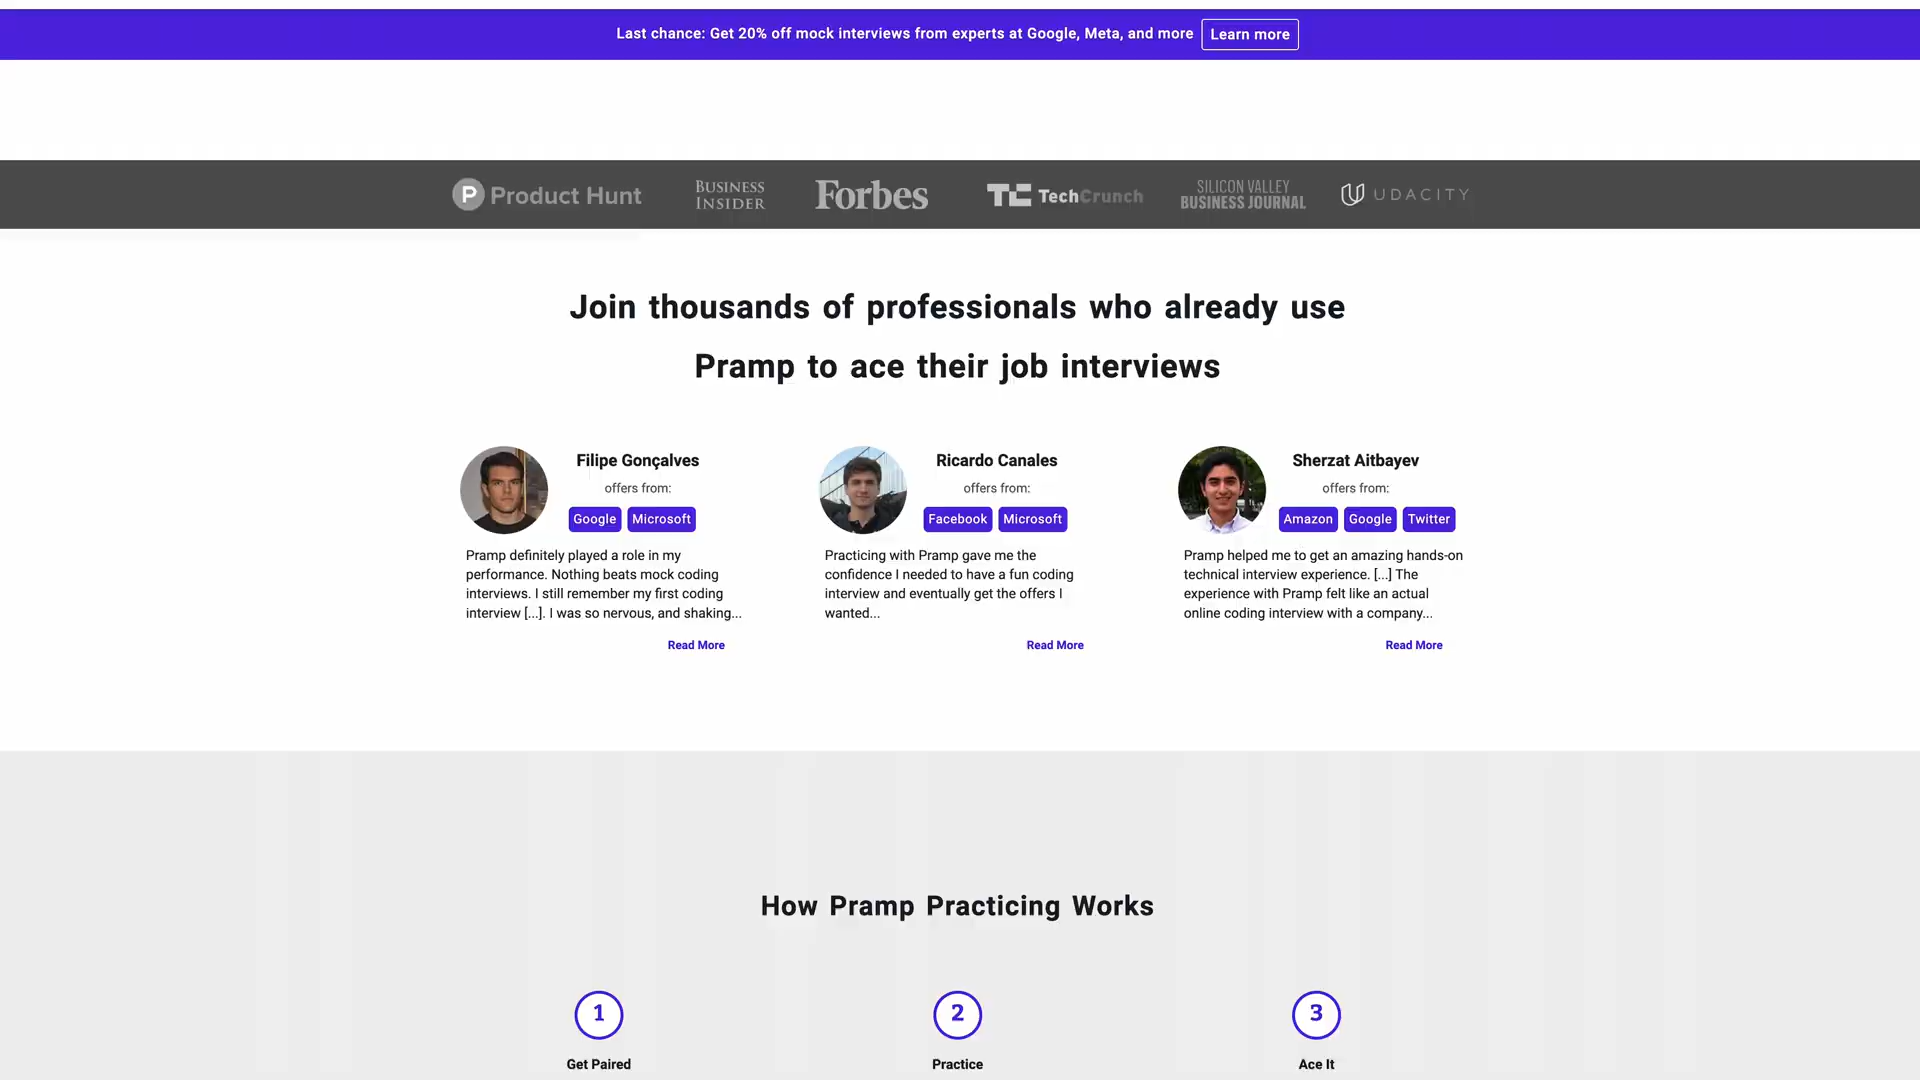 Last chance: Get 20% off mock interviews from experts at Google, Meta, and more Learn more
P Product Hunt
BUSINESS
INSIDER
Forbes
TC TechCrunch
SILICON VALLEY
BUSINESS JOURNAL
UDACITY
Join thousands of professionals who already use
Pramp to ace their job interviews
Filipe Gonçalves
offers from:
Google Microsoft
Pramp definitely played a role in my
performance. Nothing beats mock coding
interviews. I still remember my first coding
interview [...]. I was so nervous, and shaking...
Read More
Ricardo Canales
offers from:
Facebook Microsoft
Practicing with Pramp gave me the
confidence I needed to have a fun coding
interview and eventually get the offers I
wanted...
Read More
Sherzat Aitbayev
offers from:
Amazon Google Twitter
Pramp helped me to get an amazing hands-on
technical interview experience. [...] The
experience with Pramp felt like an actual
online coding interview with a company...
Read More
How Pramp Practicing Works
1
Get Paired
2
Practice
3
Ace It